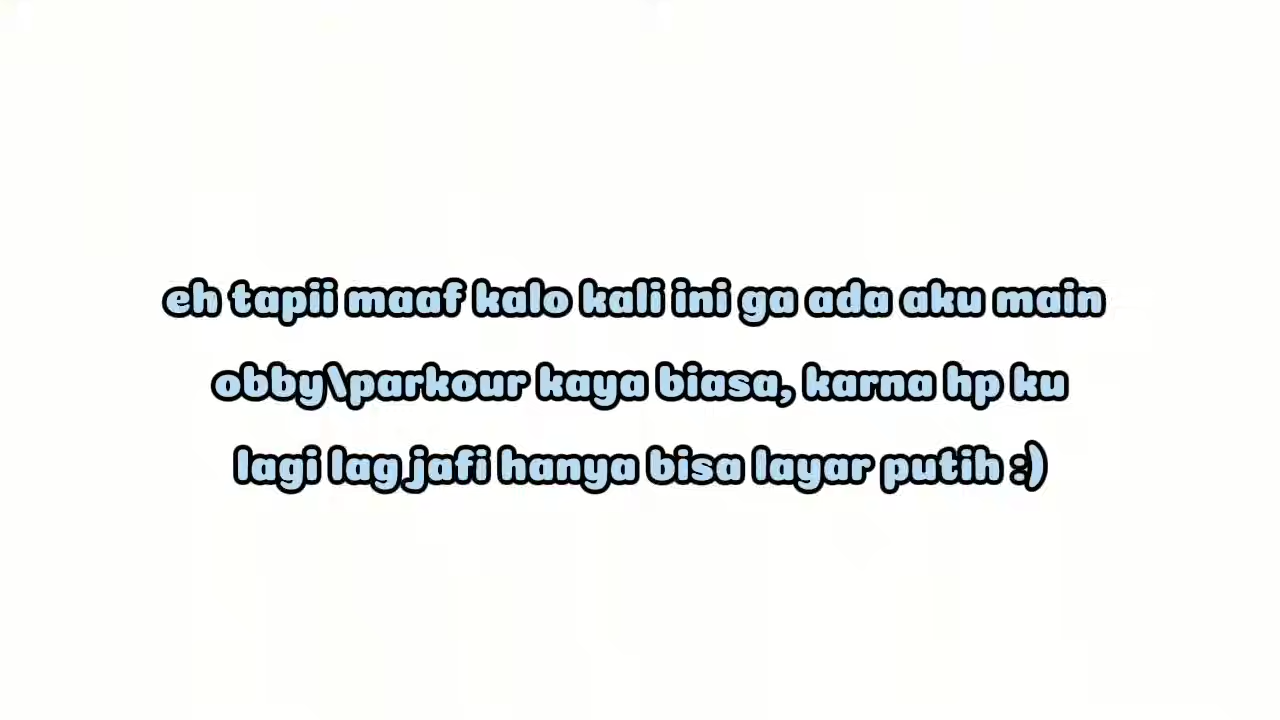 eh tapii maaf kalo kali ini ga ada aku main
obby\parkour kaya biasa, karna hp ku
lagi lag jafi hanya bisa layar putih :)